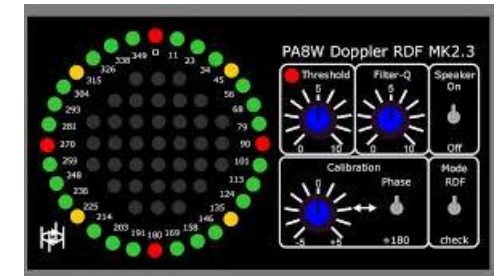 PA8W Doppler RDF MK2.3
338 349 0 11 23
326 34
315 45
304 56
293 68
281 79
270 90
259 101
248 113
236 124
225 135
214 146
203 191 180 169 158
Threshold
5
0 10
Filter-Q
5
0 10
Speaker
On
Off
Calibration
0
-5 +5
Phase
+180
Mode
RDF
check